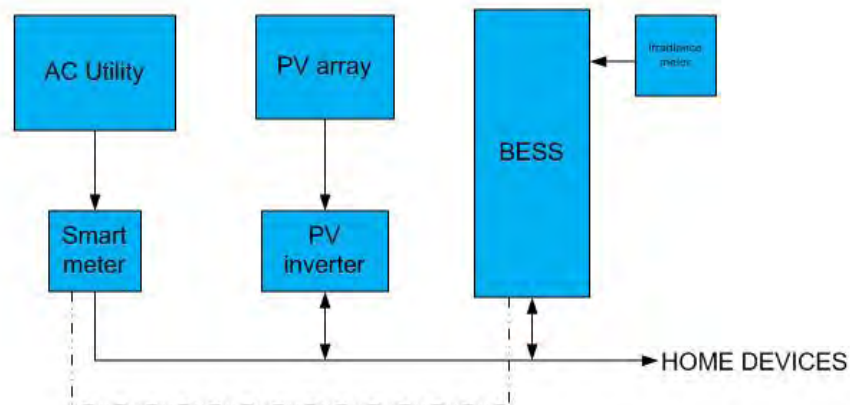 AC Utility
PV array
Irradiance
meter
BESS
Smart
meter
PV
inverter
HOME DEVICES